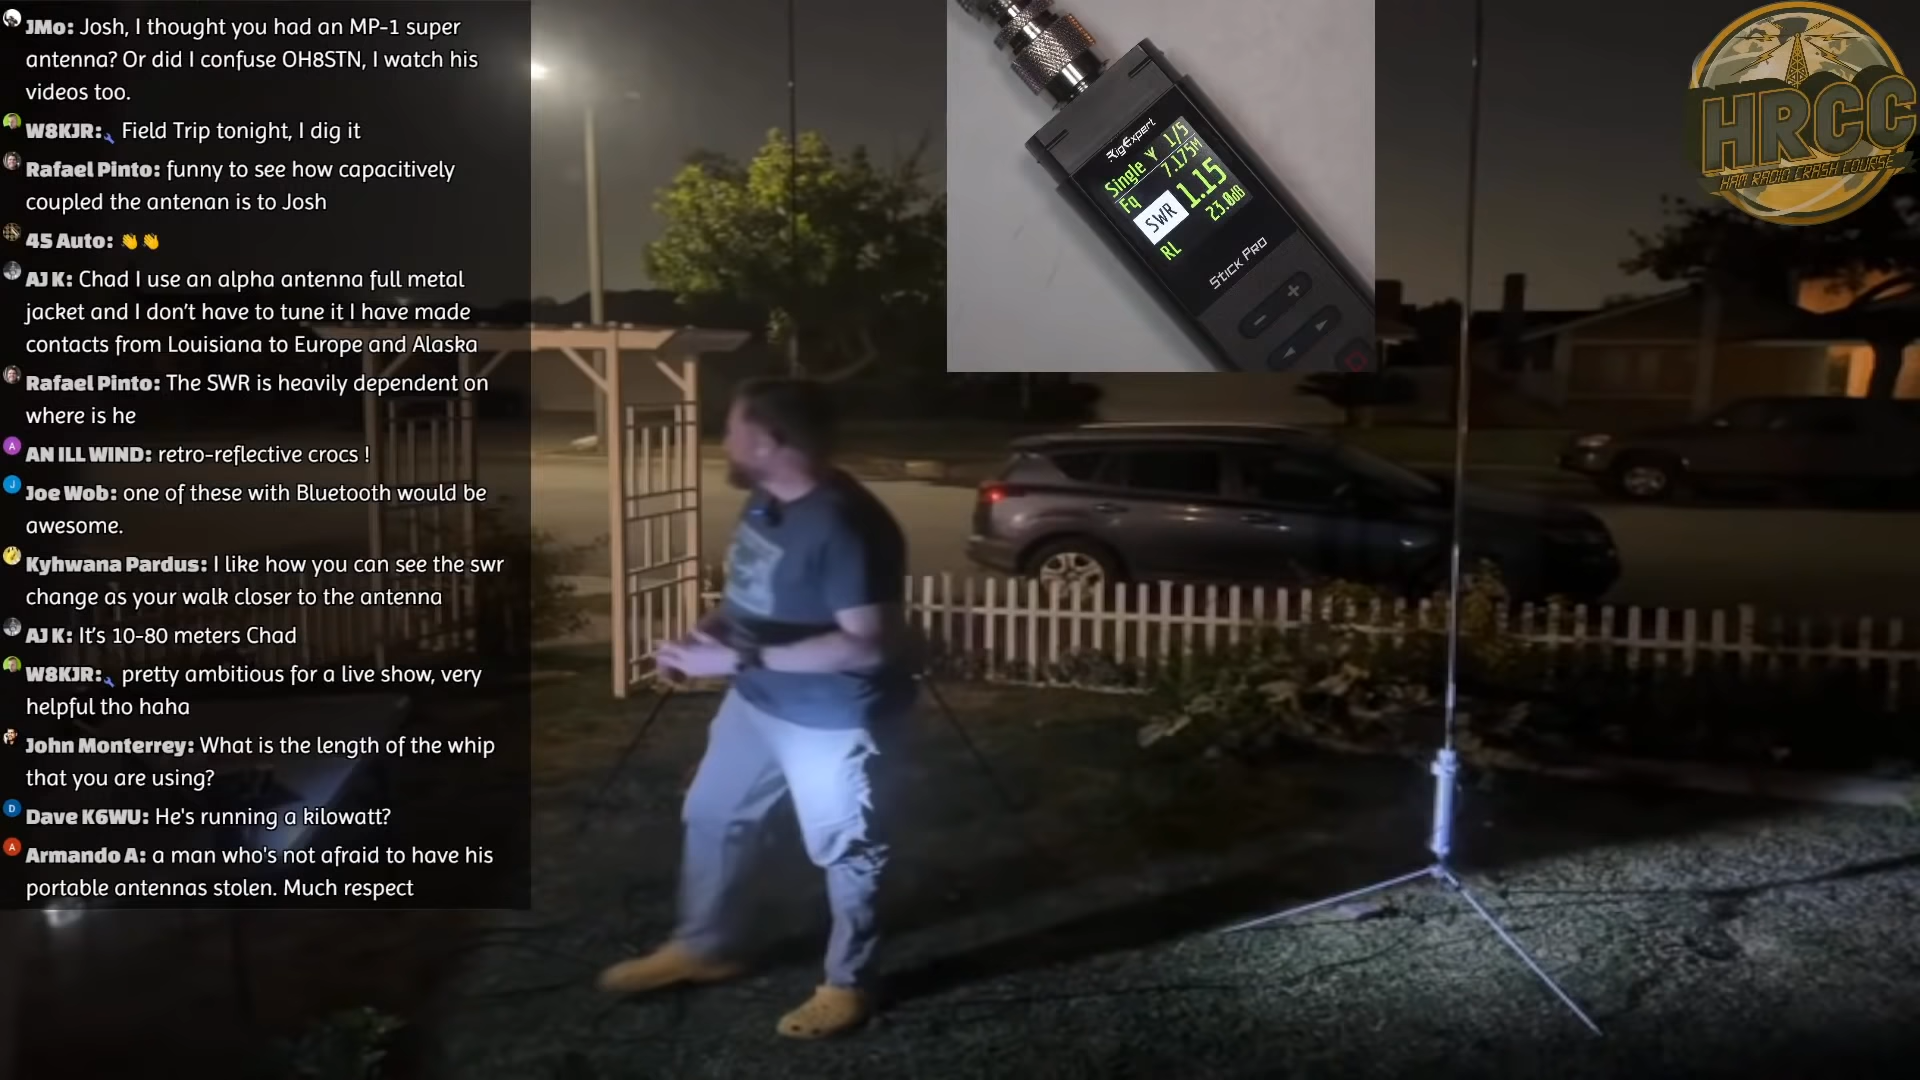 JMo: Josh, I thought you had an MP-1 super
antenna? Or did I confuse OH8STN, I watch his
videos too.
W8KJR: Field Trip tonight, I dig it
Rafael Pinto: funny to see how capacitively
coupled the antenan is to Josh
4S Auto: 👏👏
AJ K: Chad I use an alpha antenna full metal
jacket and I don’t have to tune it I have made
contacts from Louisiana to Europe and Alaska
Rafael Pinto: The SWR is heavily dependent on
where is he
A AN ILL WIND: retro-reflective crocs !
J Joe Wob: one of these with Bluetooth would be
awesome.
Kyhwana Pardus: I like how you can see the swr
change as your walk closer to the antenna
AJ K: It’s 10-80 meters Chad
W8KJR: pretty ambitious for a live show, very
helpful tho haha
John Monterrey: What is the length of the whip
that you are using?
D Dave K6WU: He's running a kilowatt?
A Armando A: a man who's not afraid to have his
portable antennas stolen. Much respect
RigExpert
Single 1/5
Fq 7.175M
SWR 1.15
RL 23.0dB
Stick Pro
HRCC
HAM RADIO CRASH COURSE